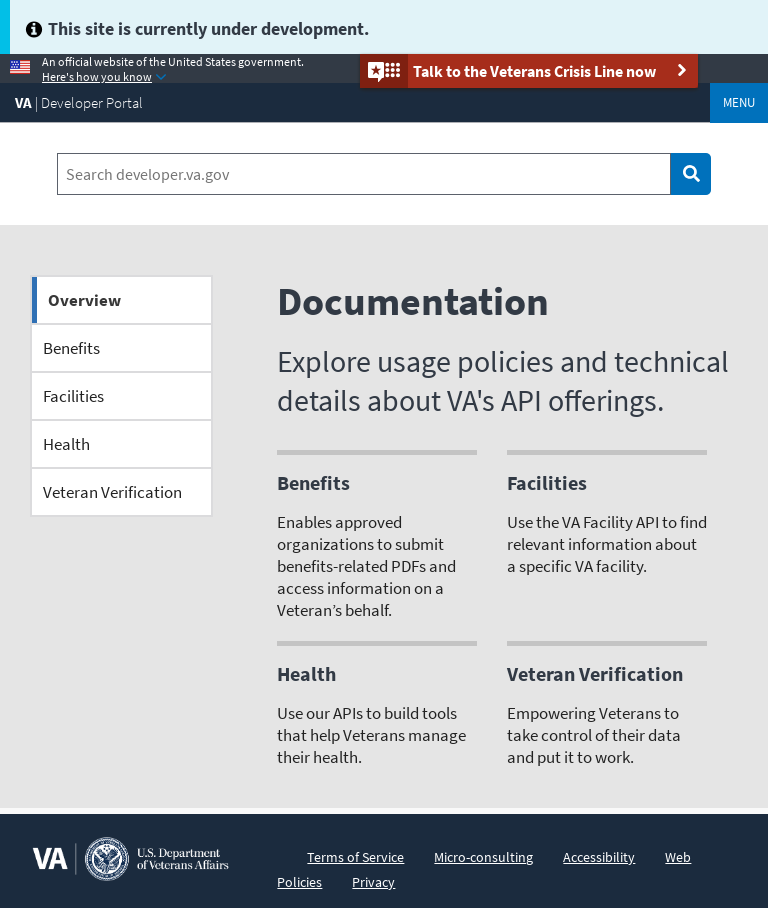 This site is currently under development.
An official website of the United States government.
Here's how you know
Talk to the Veterans Crisis Line now
VA | Developer Portal
MENU
Search developer.va.gov
Overview
Benefits
Facilities
Health
Veteran Verification
Documentation
Explore usage policies and technical
details about VA's API offerings.
Benefits
Enables approved
organizations to submit
benefits-related PDFs and
access information on a
Veteran’s behalf.
Facilities
Use the VA Facility API to find
relevant information about
a specific VA facility.
Health
Use our APIs to build tools
that help Veterans manage
their health.
Veteran Verification
Empowering Veterans to
take control of their data
and put it to work.
VA
U.S. Department
of Veterans Affairs
Terms of Service Micro-consulting Accessibility Web
Policies Privacy